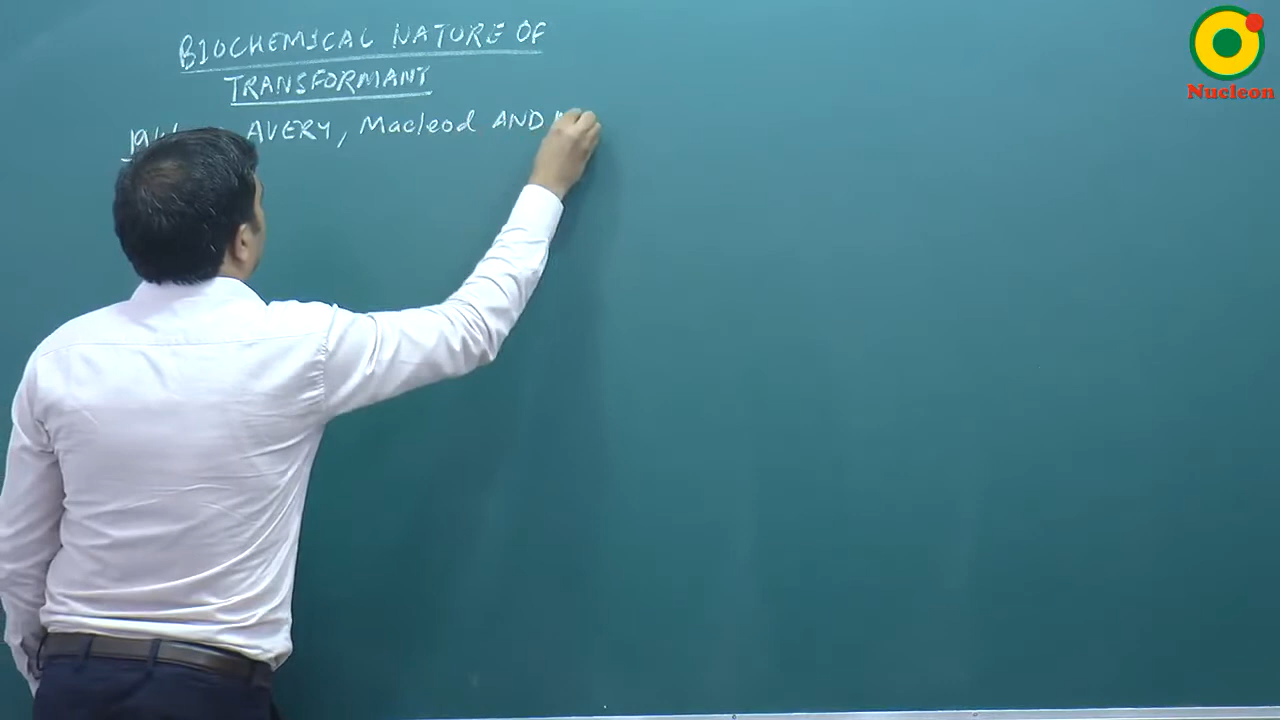 BIOCHEMICAL NATURE OF
TRANSFORMANT
AVERY, Macleod AND
Nucleon